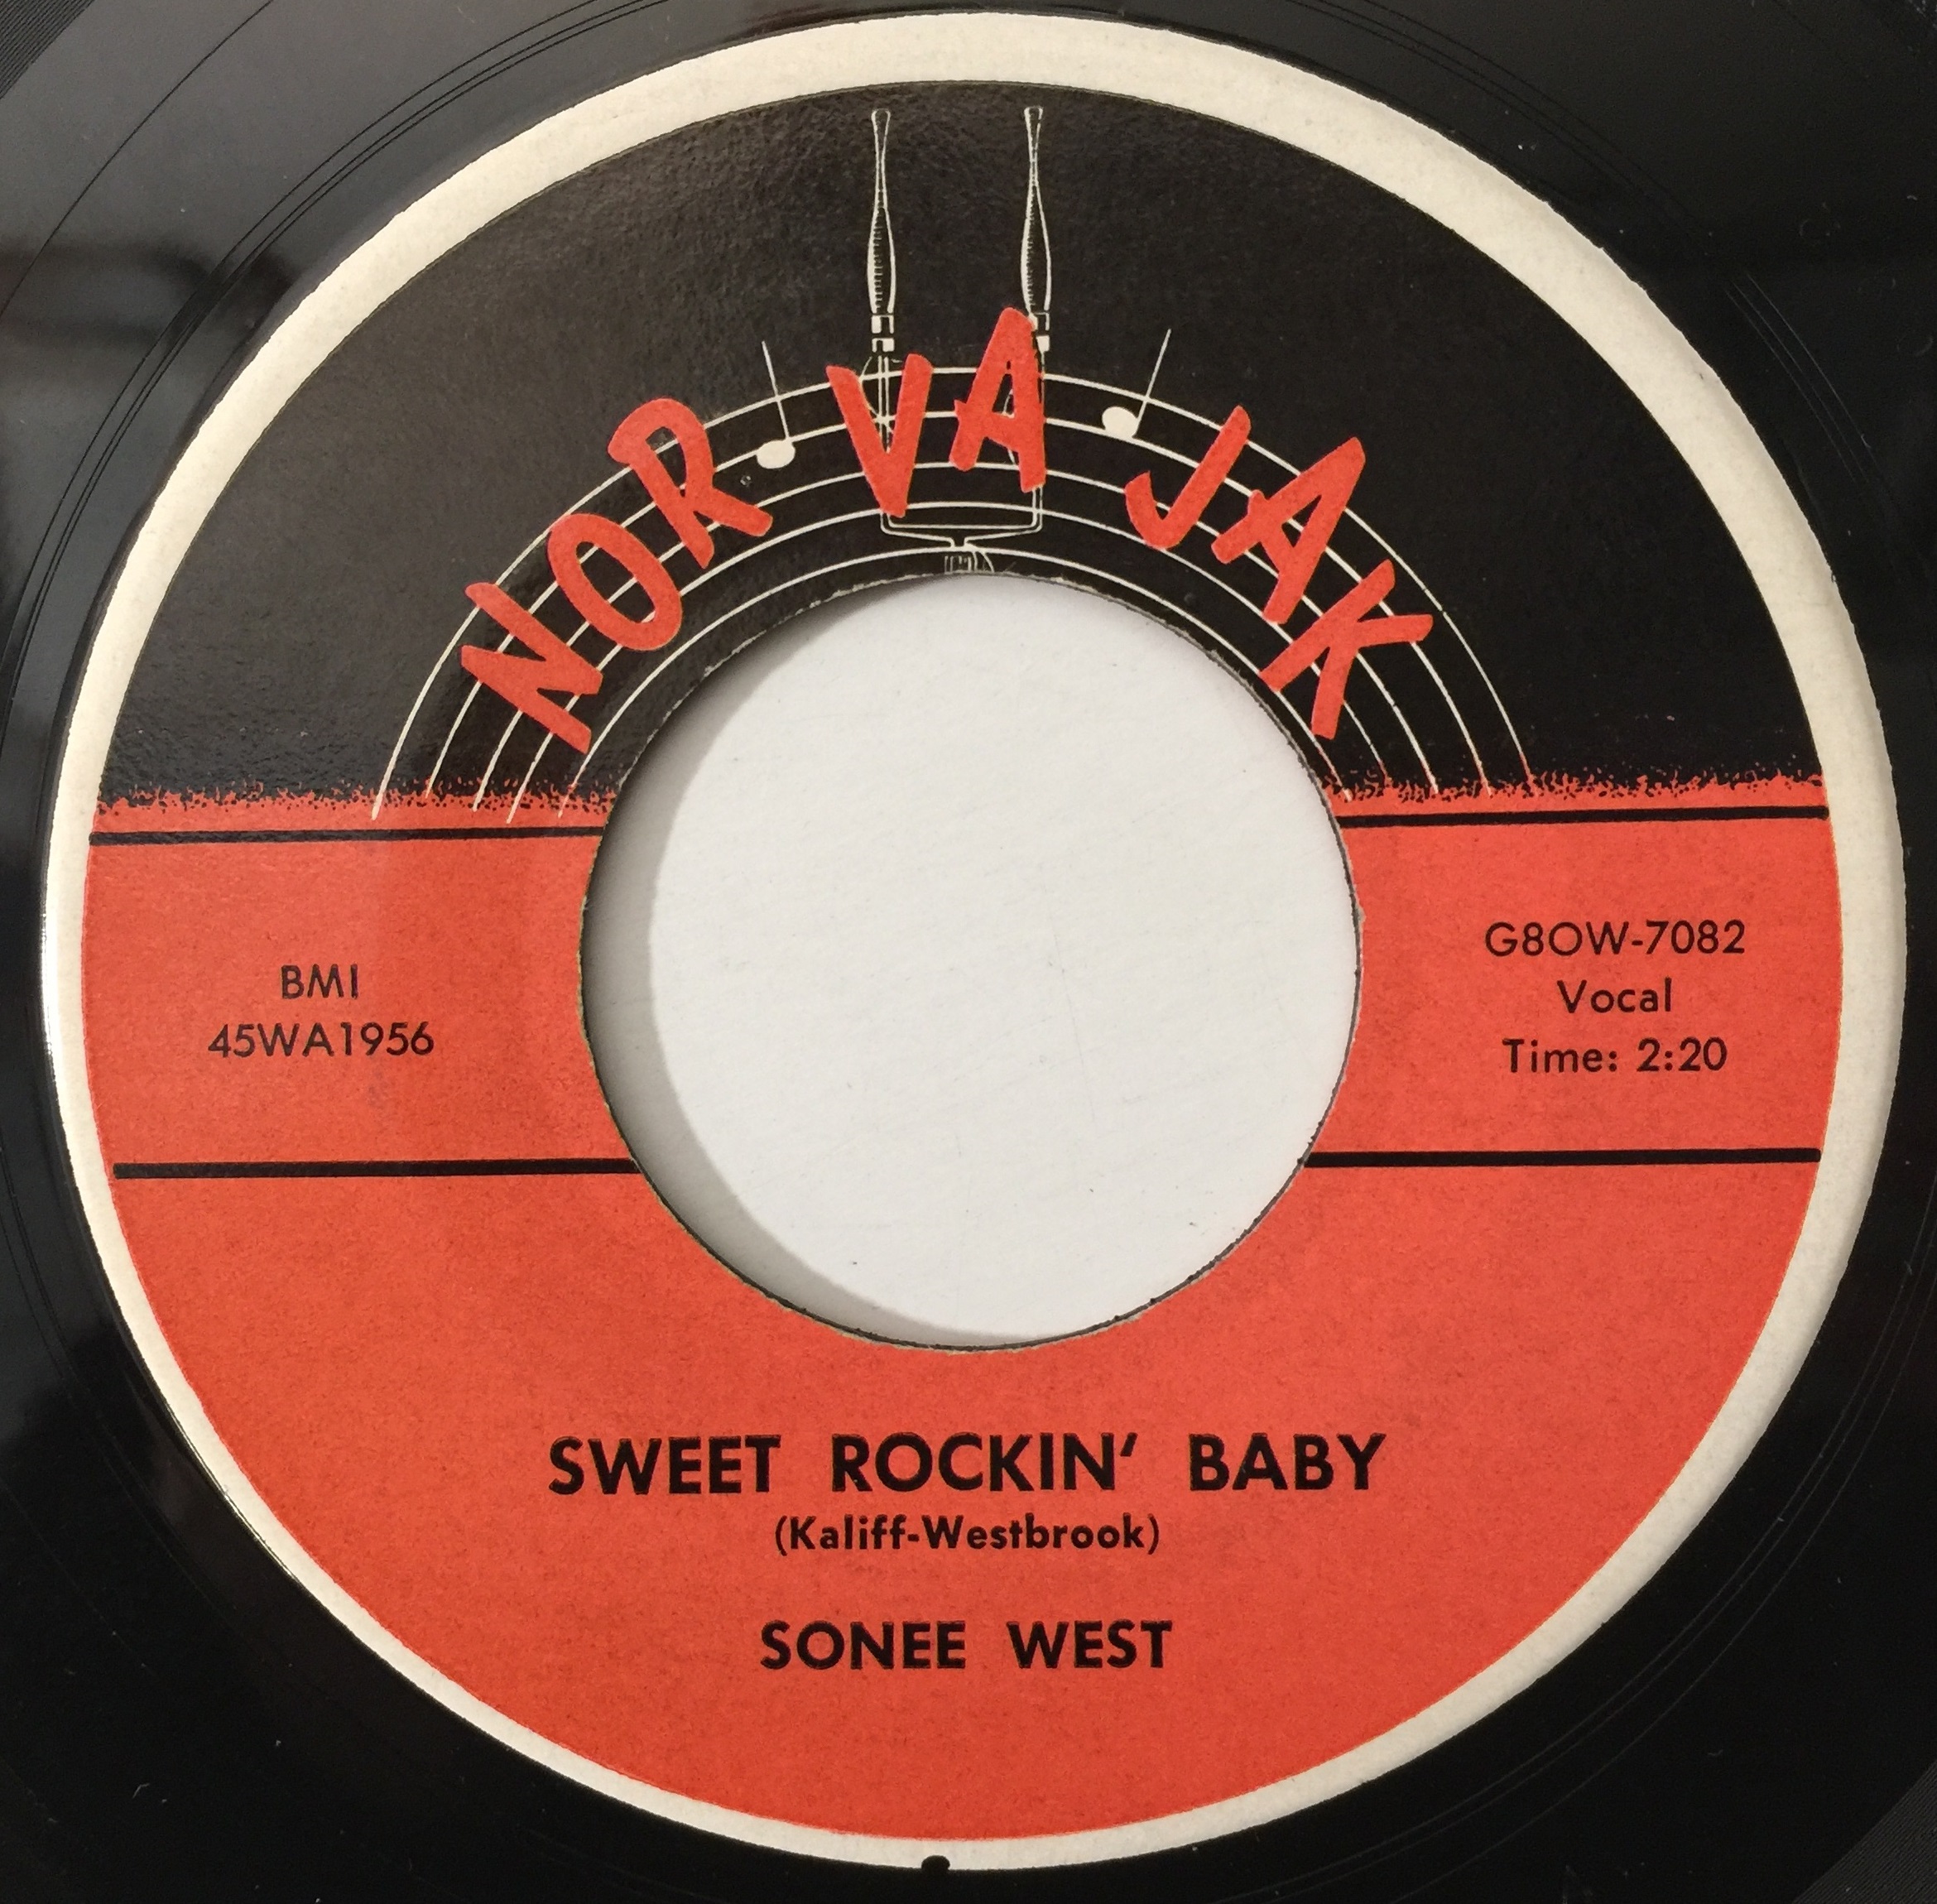 NOR VA JAK
BMI
45WA1956
G8OW-7082
Vocal
Time: 2:20
SWEET ROCKIN' BABY
(Kaliff-Westbrook)
SONEE WEST